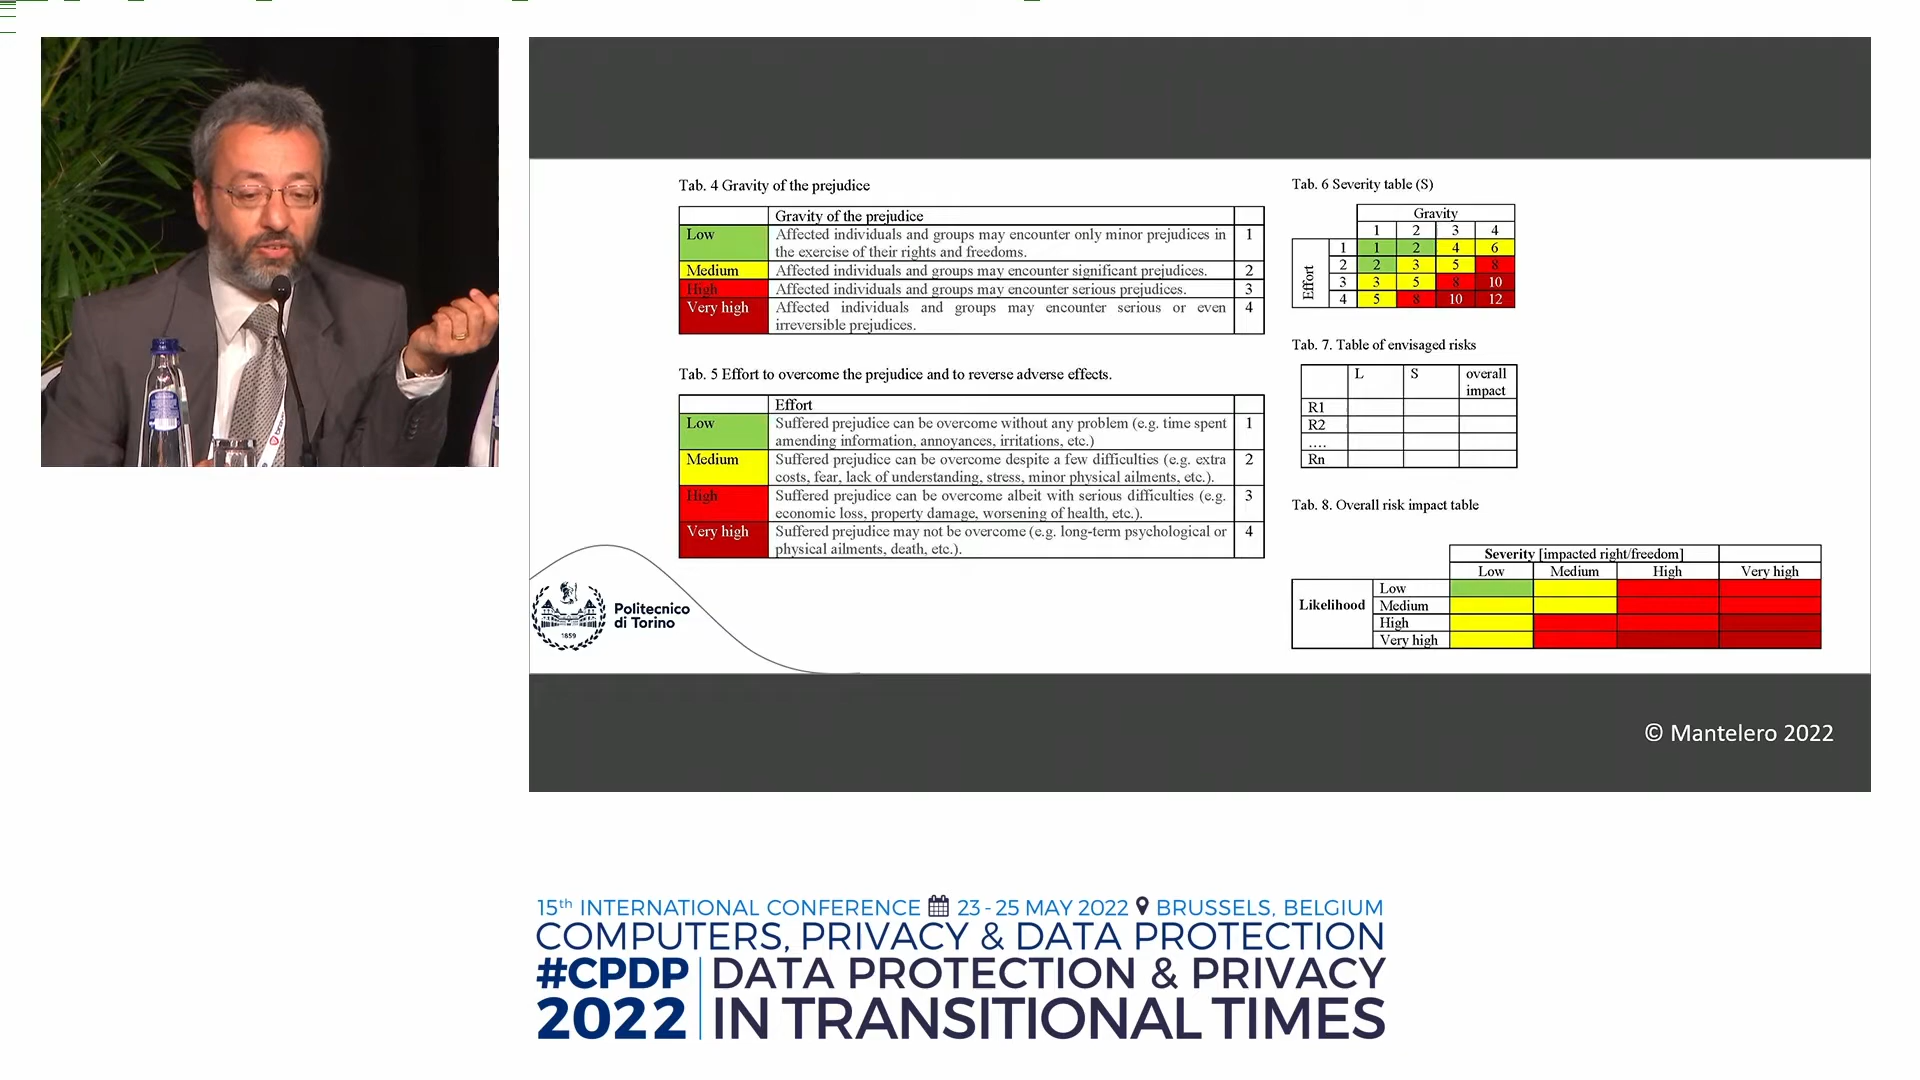 Tab. 4 Gravity of the prejudice
Gravity of the prejudice
Low Affected individuals and groups may encounter only minor prejudices in 1
the exercise of their rights and freedoms.
Medium Affected individuals and groups may encounter significant prejudices. 2
High Affected individuals and groups may encounter serious prejudices. 3
Very high Affected individuals and groups may encounter serious or even 4
irreversible prejudices.
Tab. 5 Effort to overcome the prejudice and to reverse adverse effects.
Effort
Low Suffered prejudice can be overcome without any problem (e.g. time spent 1
amending information, annoyances, irritations, etc.)
Medium Suffered prejudice can be overcome despite a few difficulties (e.g. extra 2
costs, fear, lack of understanding, stress, minor physical ailments, etc.).
High Suffered prejudice can be overcome albeit with serious difficulties (e.g. 3
economic loss, property damage, worsening of health, etc.).
Very high Suffered prejudice may not be overcome (e.g. long-term psychological or 4
physical ailments, death, etc.).
Tab. 6 Severity table (S)
Gravity
1 2 3 4
Effort
1 1 2 4 6
2 2 3 5 8
3 3 5 8 10
4 5 8 10 12
Tab. 7. Table of envisaged risks
L S overall
impact
R1
R2
....
Rn
Tab. 8. Overall risk impact table
Severity [impacted right/freedom]
Low Medium High Very high
Likelihood
Low
Medium
High
Very high
1859
Politecnico
di Torino
© Mantelero 2022
15th INTERNATIONAL CONFERENCE 23 - 25 MAY 2022 BRUSSELS, BELGIUM
COMPUTERS, PRIVACY & DATA PROTECTION
#CPDP DATA PROTECTION & PRIVACY
2022 IN TRANSITIONAL TIMES